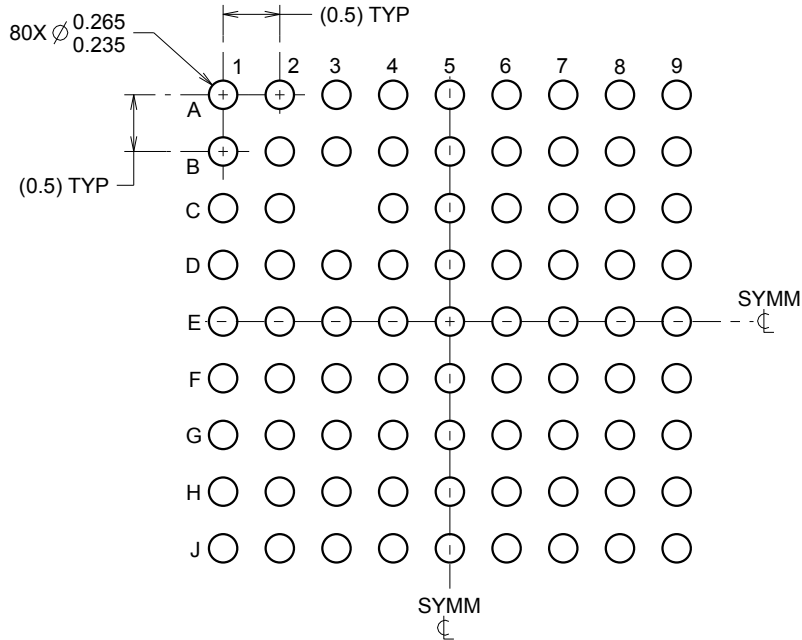 (0.5) TYP
80X ⌀ 0.265
0.235
1 2 3 4 5 6 7 8 9
A
B
(0.5) TYP
C
D
SYMM
E
℄
F
G
H
J
SYMM
℄